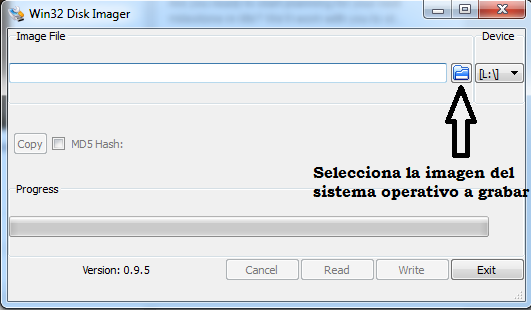 Win32 Disk Imager
Image File
Device
[L:\]
Copy
MD5 Hash:
Selecciona la imagen del
sistema operativo a grabar
Progress
Version: 0.9.5
Cancel
Read
Write
Exit